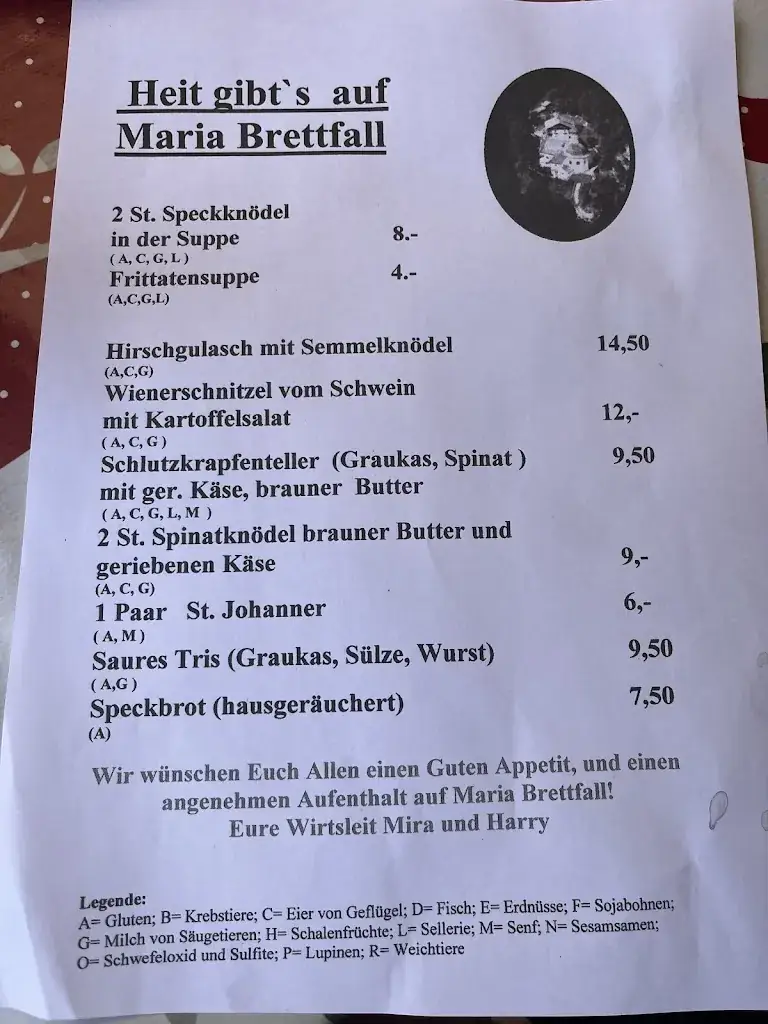 Heit gibt`s auf
Maria Brettfall
2 St. Speckknödel
in der Suppe 8.-
( A, C, G, L )
Frittatensuppe 4.-
(A,C,G,L)
Hirschgulasch mit Semmelknödel 14,50
(A,C,G)
Wienerschnitzel vom Schwein
mit Kartoffelsalat 12,-
( A, C, G )
Schlutzkrapfenteller (Graukas, Spinat ) 9,50
mit ger. Käse, brauner Butter
( A, C, G, L, M )
2 St. Spinatknödel brauner Butter und
geriebenen Käse 9,-
(A, C, G)
1 Paar St. Johanner 6,-
( A, M )
Saures Tris (Graukas, Sülze, Wurst) 9,50
( A,G )
Speckbrot (hausgeräuchert) 7,50
(A)
Wir wünschen Euch Allen einen Guten Appetit, und einen
angenehmen Aufenthalt auf Maria Brettfall!
Eure Wirtsleit Mira und Harry
Legende:
A= Gluten; B= Krebstiere; C= Eier von Geflügel; D= Fisch; E= Erdnüsse; F= Sojabohnen;
G= Milch von Säugetieren; H= Schalenfrüchte; L= Sellerie; M= Senf; N= Sesamsamen;
O= Schwefeloxid und Sulfite; P= Lupinen; R= Weichtiere